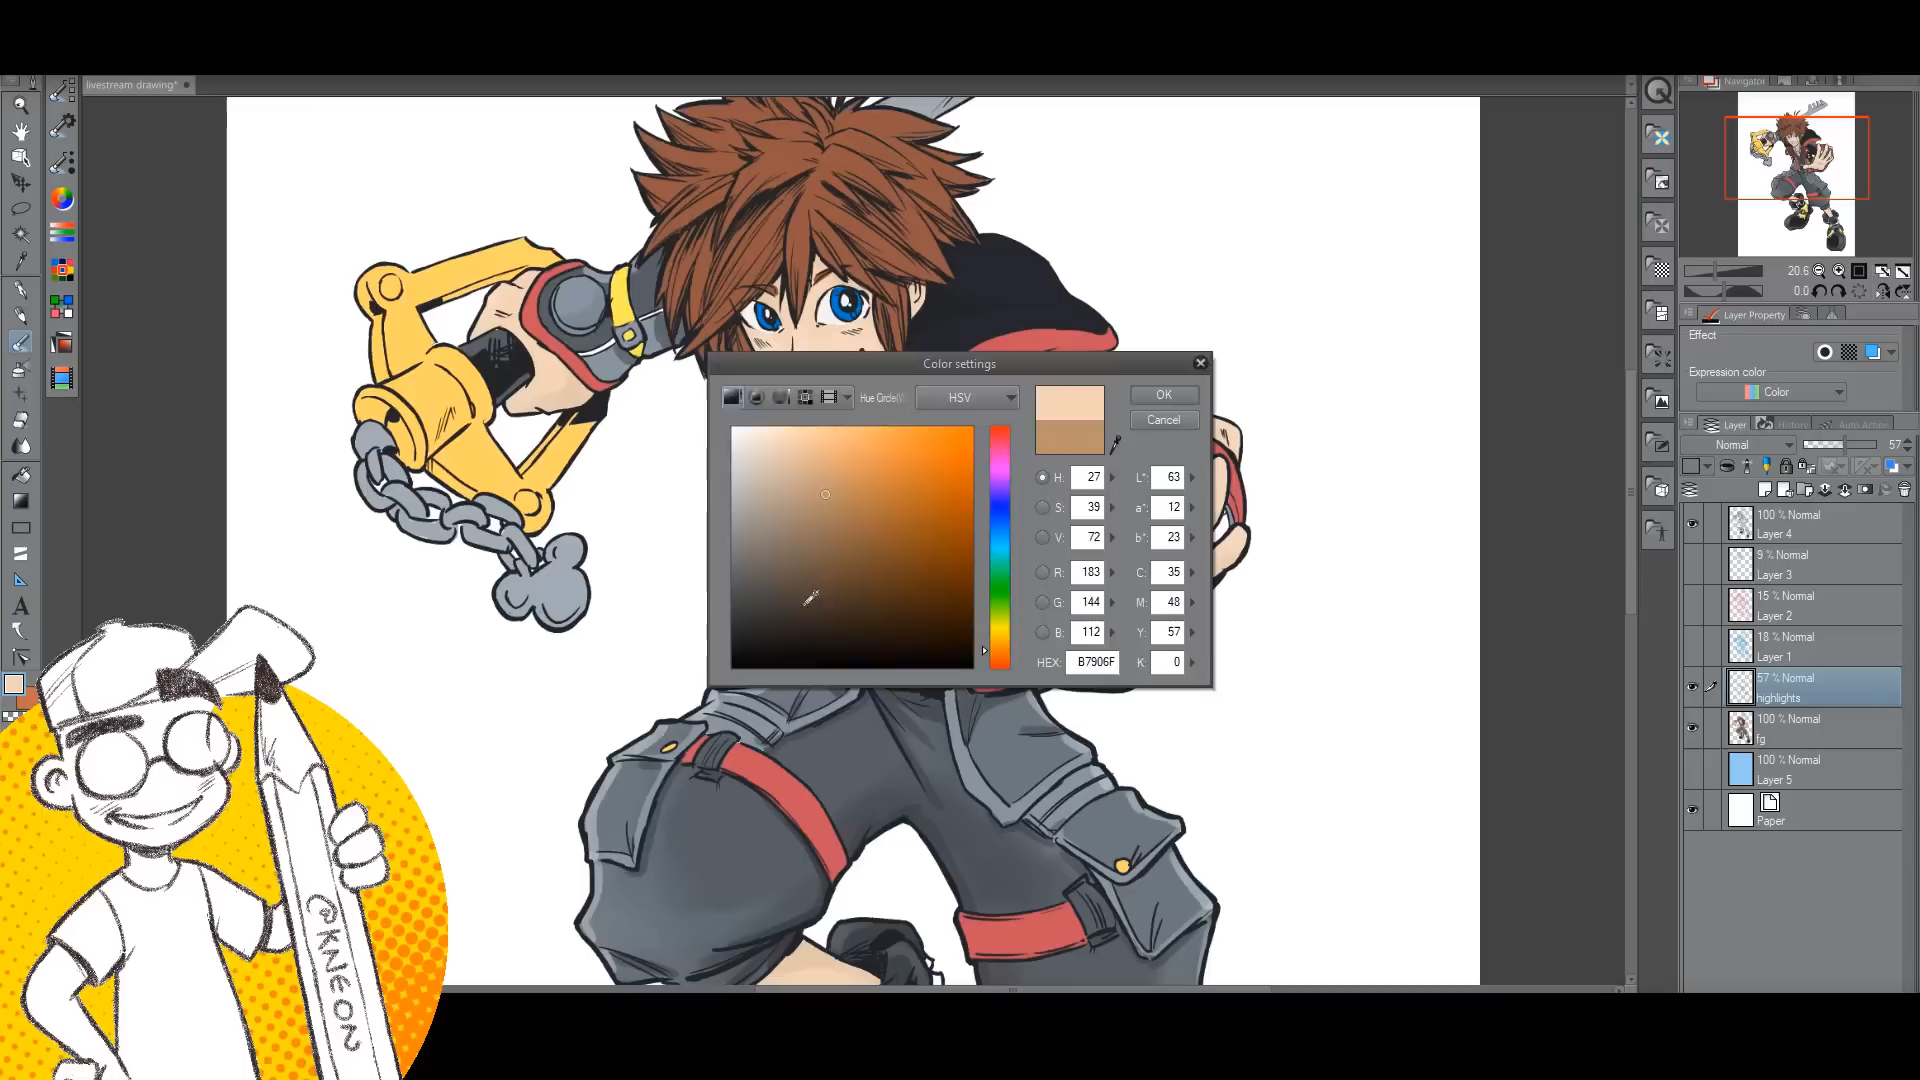 livestream drawing*
Navigator
20.6
0.0
Layer Property
Effect
Expression color
Color
Layer
History
Auto Action
Normal
57
100 % Normal
Layer 4
9 % Normal
Layer 3
15 % Normal
Layer 2
18 % Normal
Layer 1
57 % Normal
highlights
100 % Normal
fg
100 % Normal
Layer 5
Paper
Color settings
Hue Circle(
HSV
OK
Cancel
H: 27 L*: 63
S: 39 a*: 12
V: 72 b*: 23
R: 183 C: 35
G: 144 M: 48
B: 112 Y: 57
HEX: B7906F K: 0
@KNEON